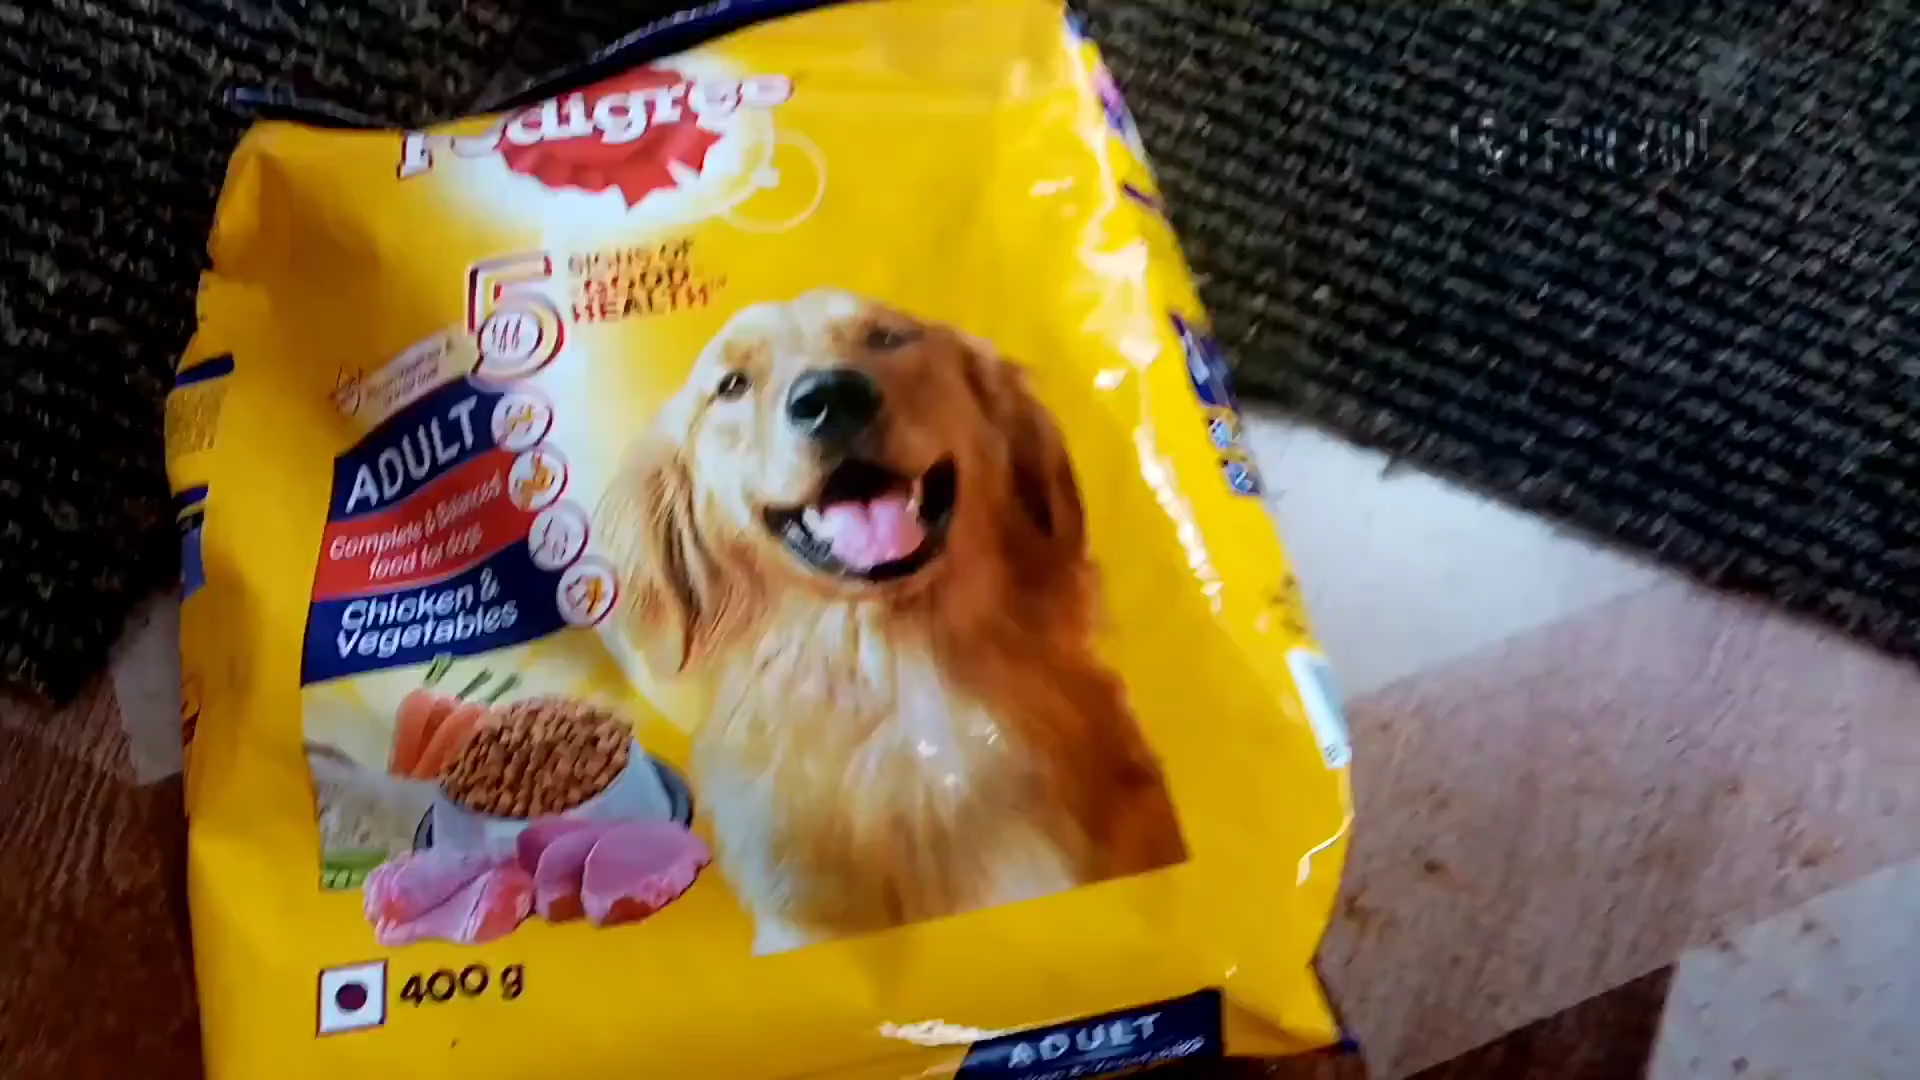 Pedigree
5 SIGNS OF
GOOD
HEALTH
ADULT
Complete & Balanced
food for dogs
Chicken &
Vegetables
400 g
ADULT